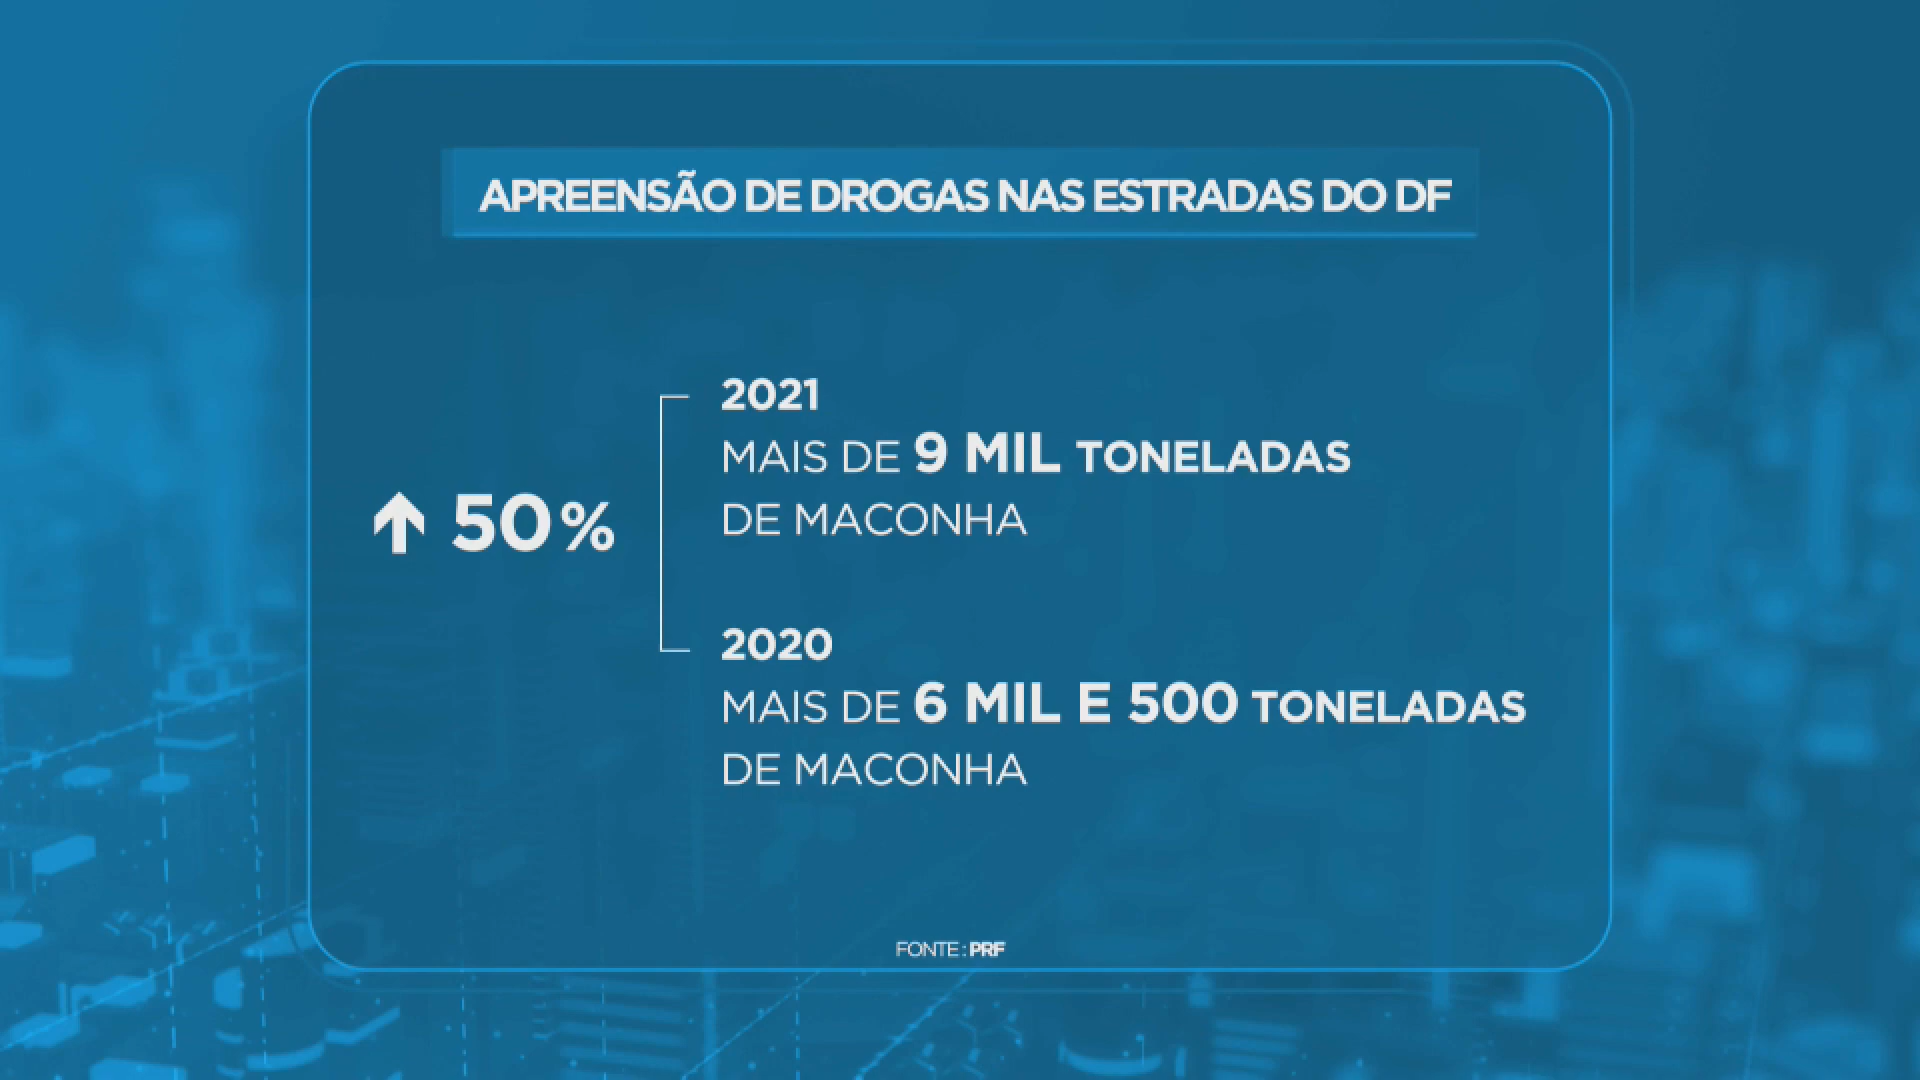 APREENSÃO DE DROGAS NAS ESTRADAS DO DF
50%
2021
MAIS DE 9 MIL TONELADAS
DE MACONHA
2020
MAIS DE 6 MIL E 500 TONELADAS
DE MACONHA
FONTE: PRF